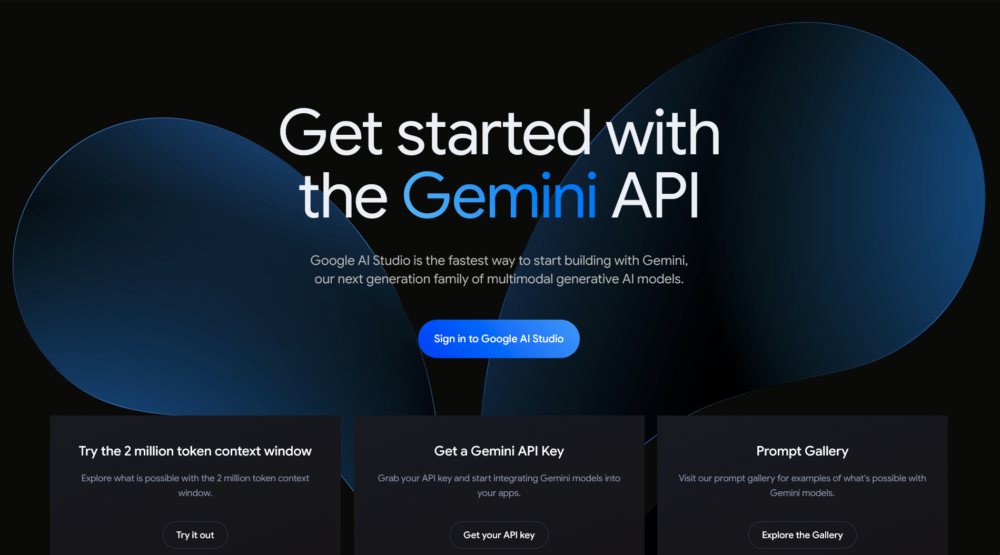 Get started with
the Gemini API
Google AI Studio is the fastest way to start building with Gemini,
our next generation family of multimodal generative AI models.
Sign in to Google AI Studio
Try the 2 million token context window
Explore what is possible with the 2 million token context
window.
Try it out
Get a Gemini API Key
Grab your API key and start integrating Gemini models into
your apps.
Get your API key
Prompt Gallery
Visit our prompt gallery for examples of what's possible with
Gemini models.
Explore the Gallery